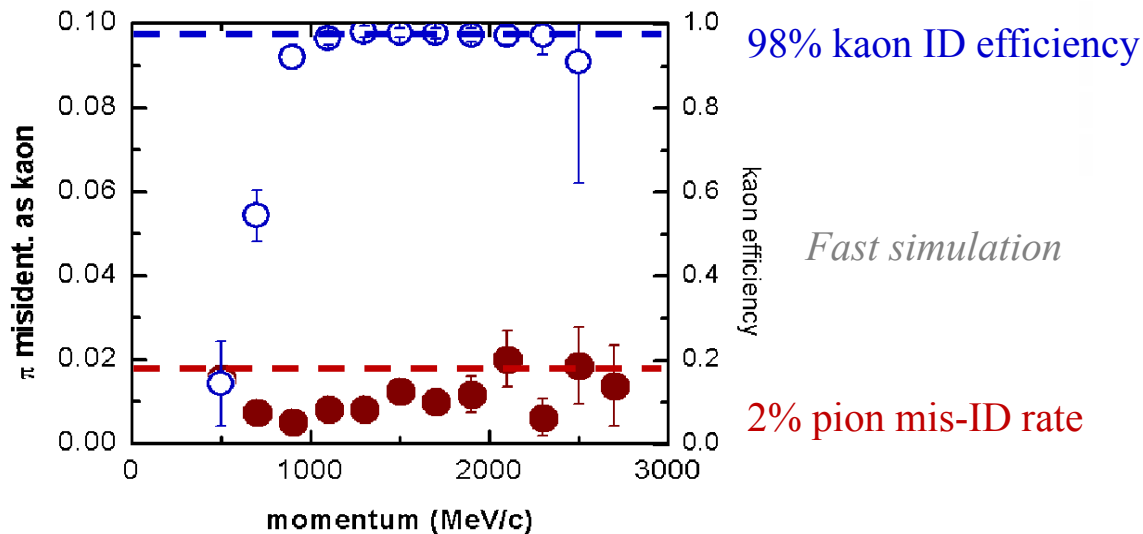 98% kaon ID efficiency
Fast simulation
2% pion mis-ID rate
π misident. as kaon
0.10
0.08
0.06
0.04
0.02
0.00
1.0
0.8
0.6
0.4
0.2
0.0
kaon efficiency
0 1000 2000 3000
momentum (MeV/c)